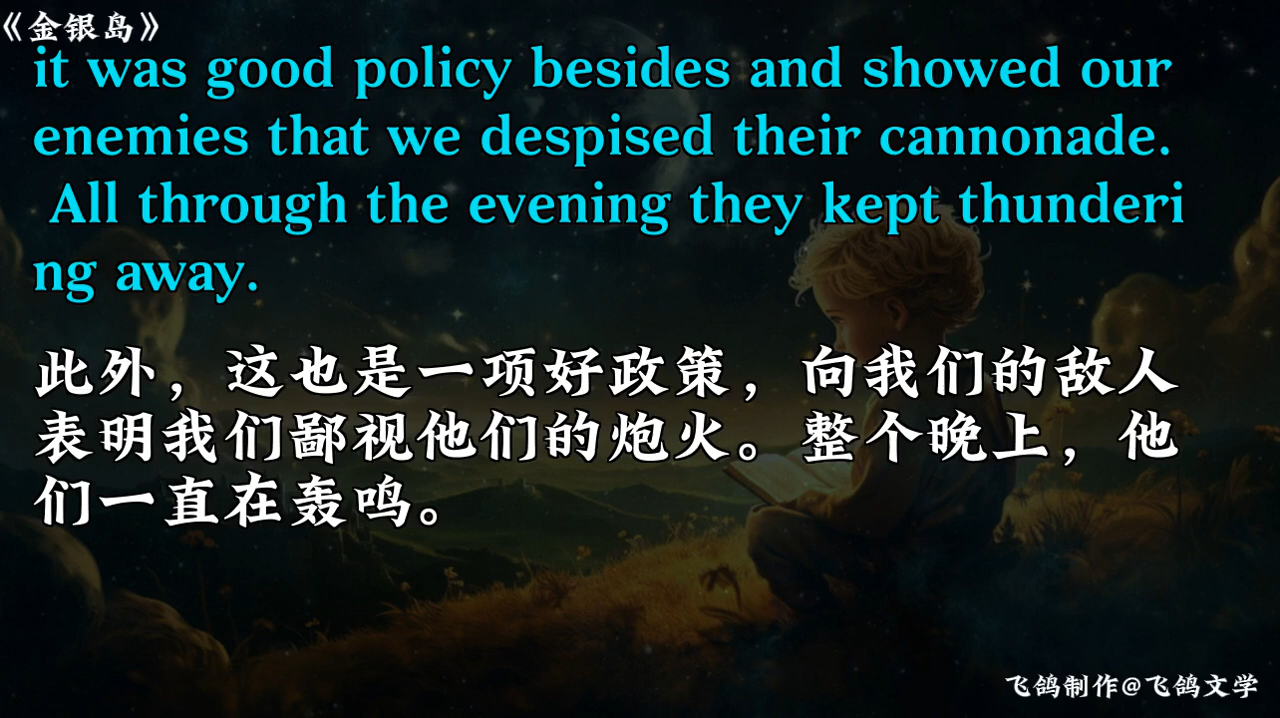 《金银岛》
it was good policy besides and showed our
enemies that we despised their cannonade.
All through the evening they kept thunderi
ng away.
此外，这也是一项好政策，向我们的敌人
表明我们鄙视他们的炮火。整个晚上，他
们一直在轰鸣。
飞鸽制作@飞鸽文学